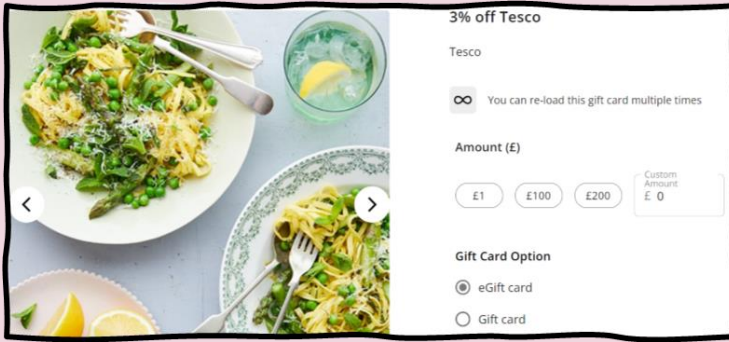 3% off Tesco
Tesco
You can re-load this gift card multiple times
Amount (£)
£1
£100
£200
Custom
Amount
£ 0
Gift Card Option
eGift card
Gift card